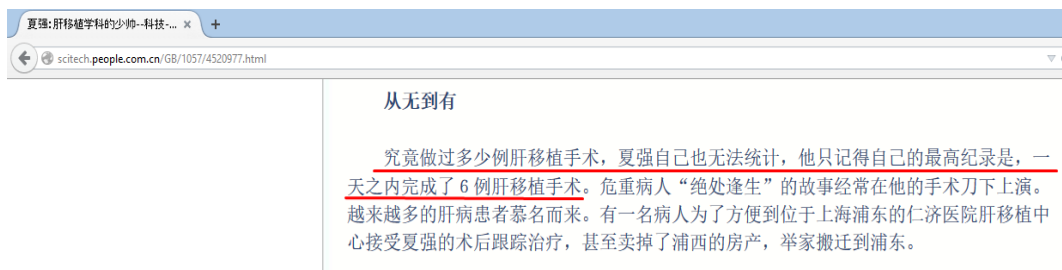 夏强:肝移植学科的少帅--科技-... × +
scitech.people.com.cn/GB/1057/4520977.html
从无到有
究竟做过多少例肝移植手术，夏强自己也无法统计，他只记得自己的最高纪录是，一
天之内完成了 6 例肝移植手术。危重病人“绝处逢生”的故事经常在他的手术刀下上演。
越来越多的肝病患者慕名而来。有一名病人为了方便到位于上海浦东的仁济医院肝移植中
心接受夏强的术后跟踪治疗，甚至卖掉了浦西的房产，举家搬迁到浦东。